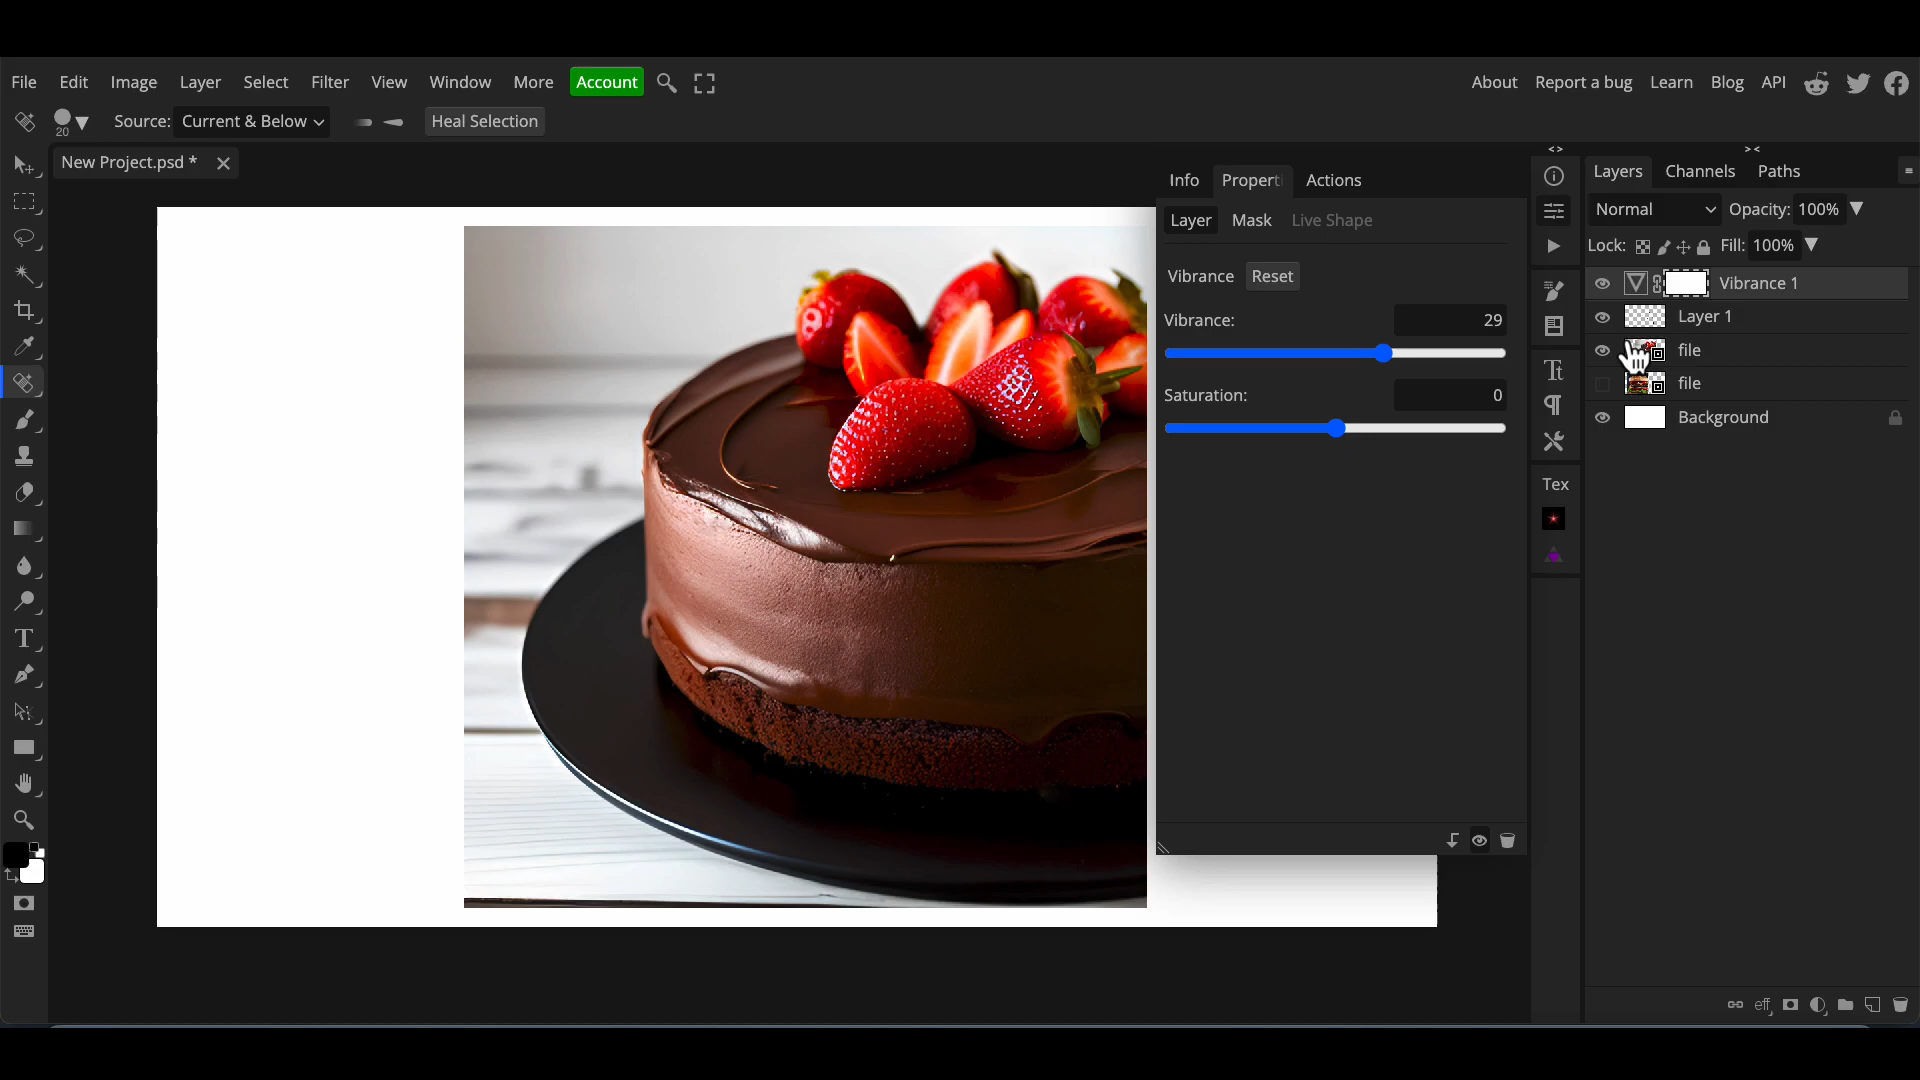 File Edit Image Layer Select Filter View Window More Account About Report a bug Learn Blog API
20 Source: Current & Below Heal Selection
New Project.psd *
Info Propert Actions
Layer Mask Live Shape
Vibrance Reset
Vibrance: 29
Saturation: 0
<>
Tex
><
Layers Channels Paths
Normal Opacity: 100%
Lock: Fill: 100%
Vibrance 1
Layer 1
file
file
Background
eff